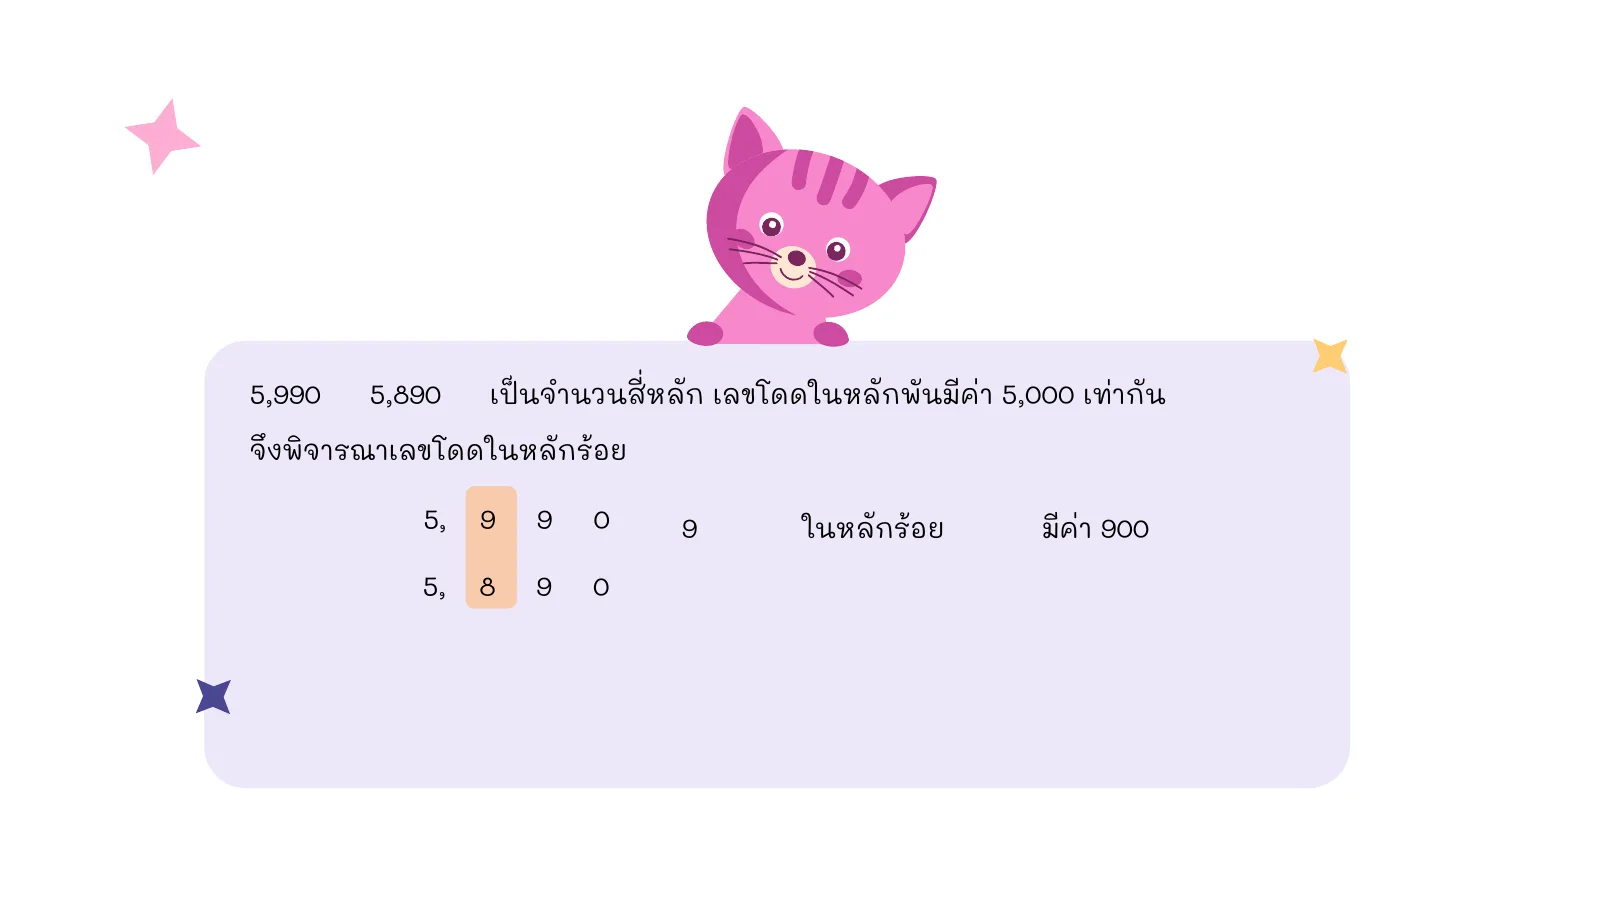 5,990 5,890 เป็นจำนวนสี่หลัก เลขโดดในหลักพันมีค่า 5,000 เท่ากัน
จึงพิจารณาเลขโดดในหลักร้อย
5, 9 9 0 9 ในหลักร้อย มีค่า 900
5, 8 9 0